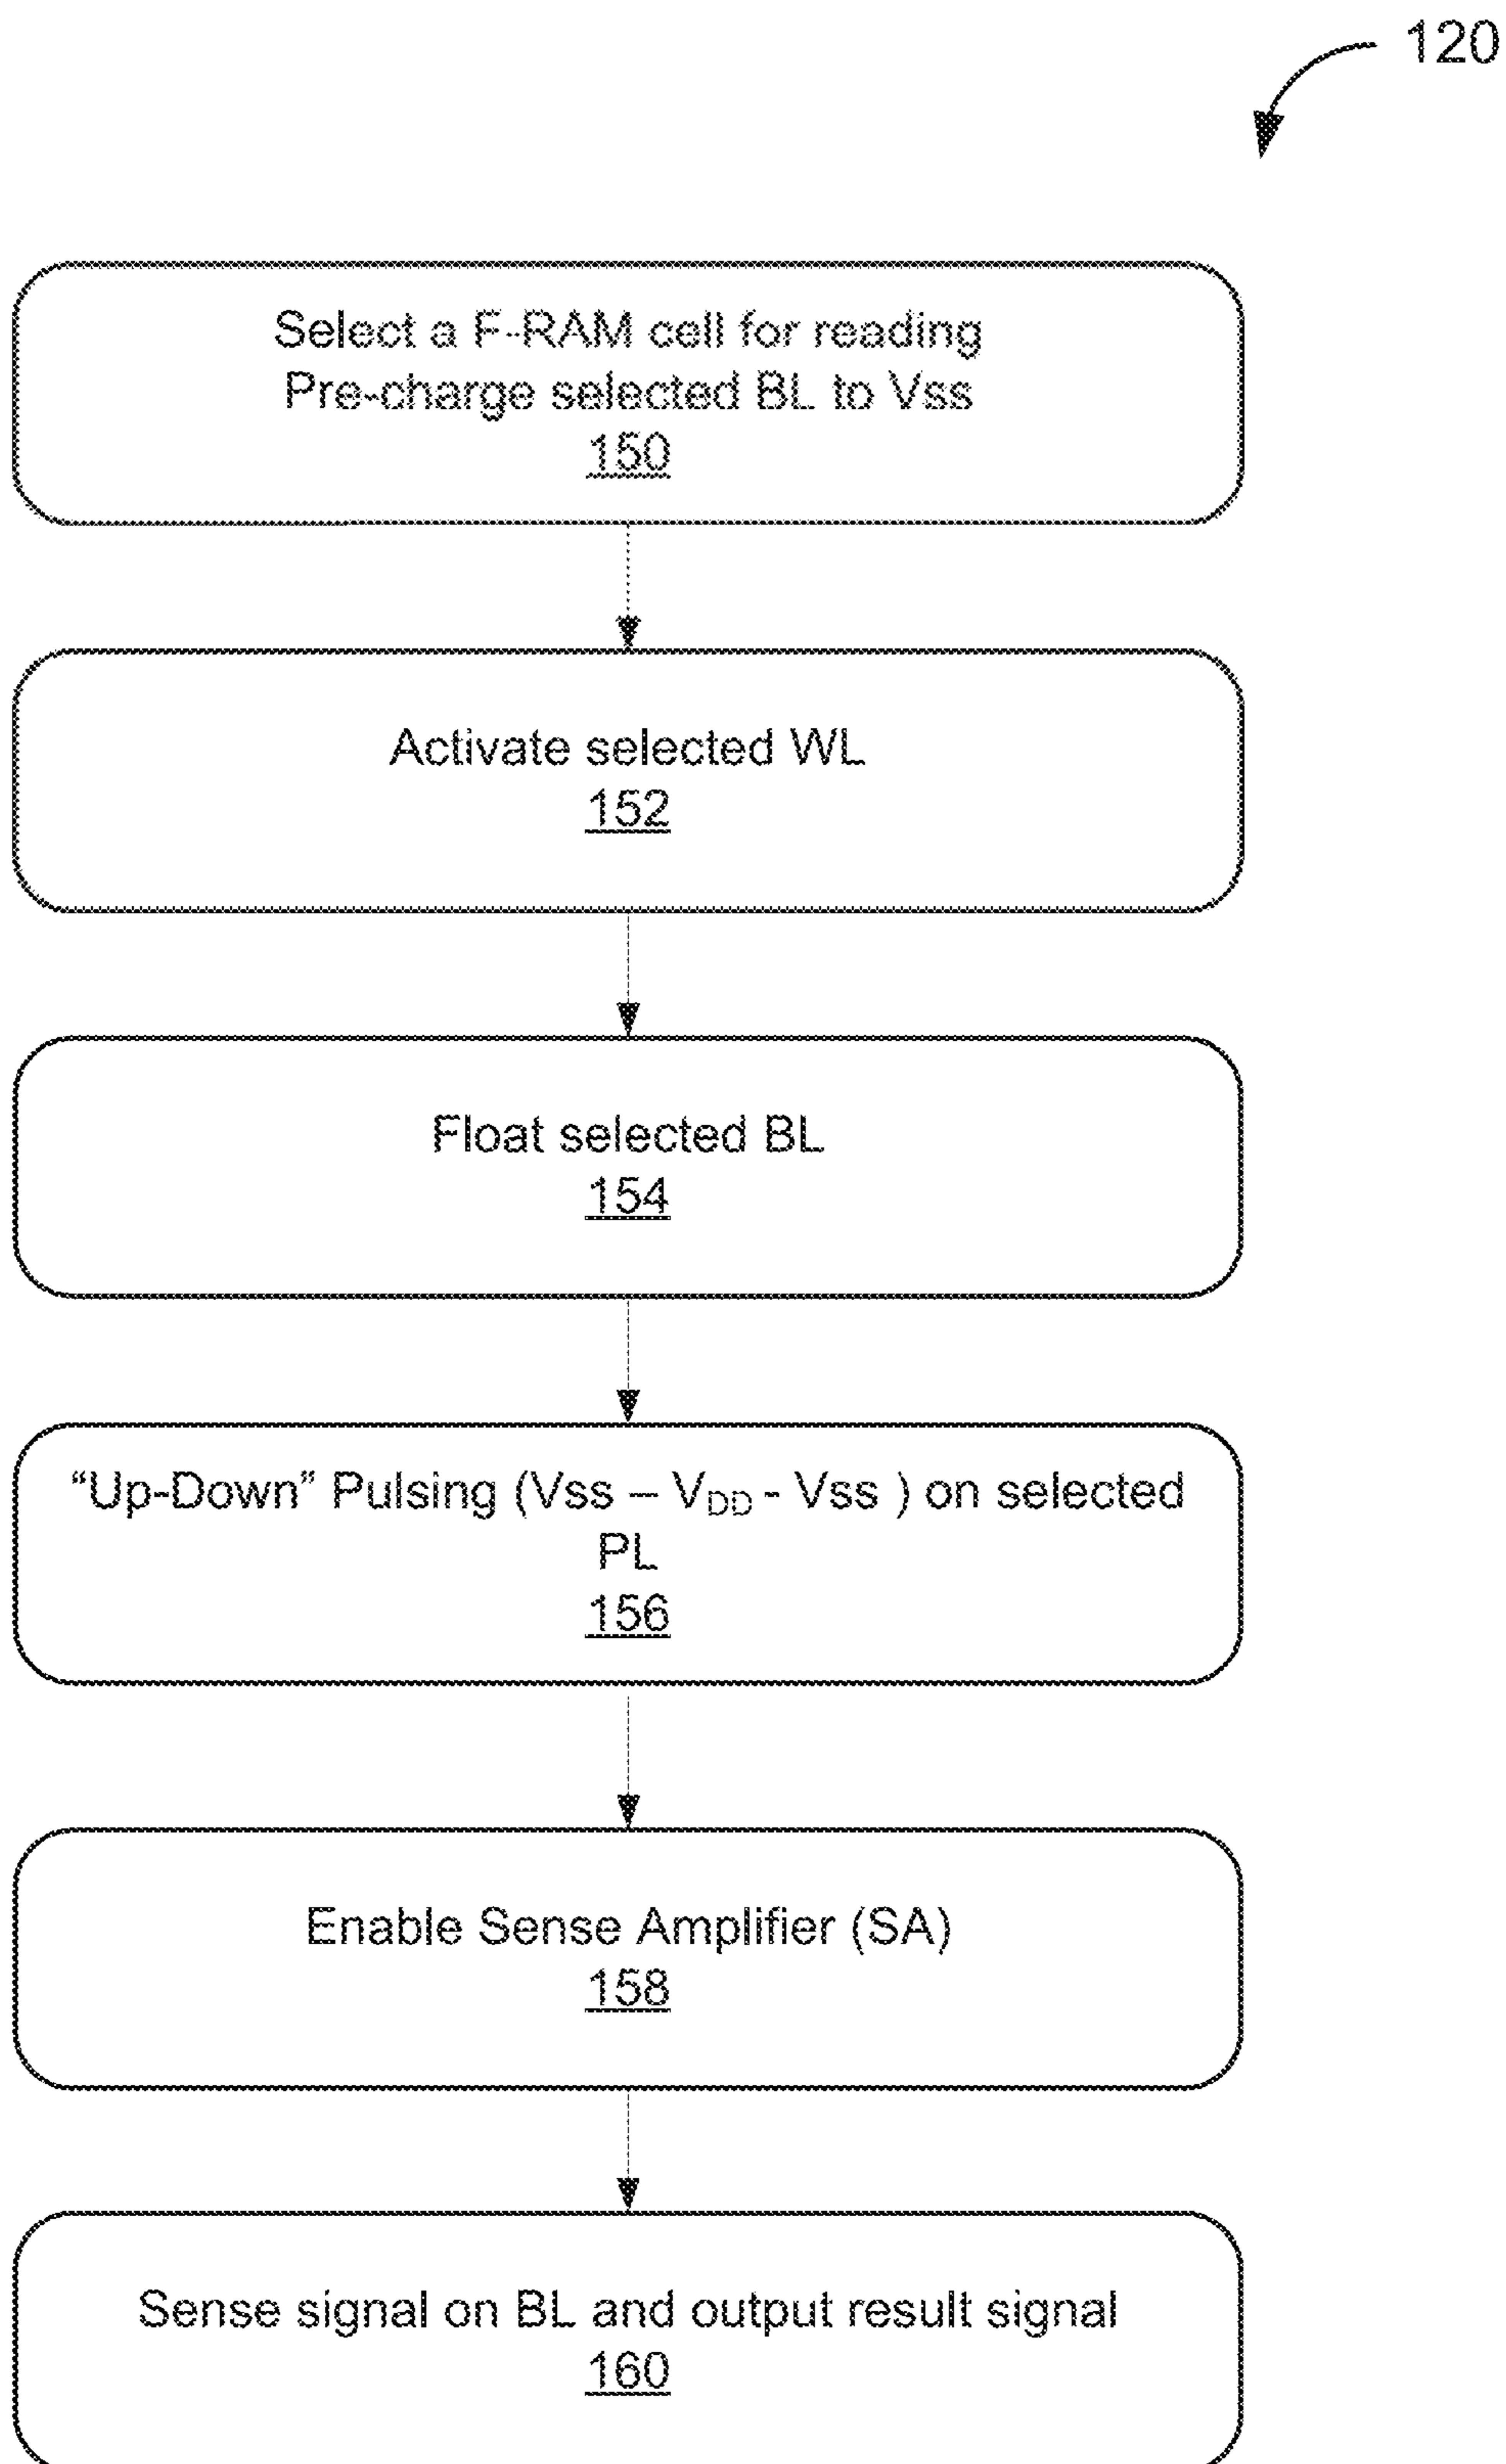 120
Select a F-RAM cell for reading
Pre-charge selected BL to Vss
150
Activate selected WL
152
Float selected BL
154
“Up-Down” Pulsing (Vss – VDD - Vss ) on selected
PL
156
Enable Sense Amplifier (SA)
158
Sense signal on BL and output result signal
160